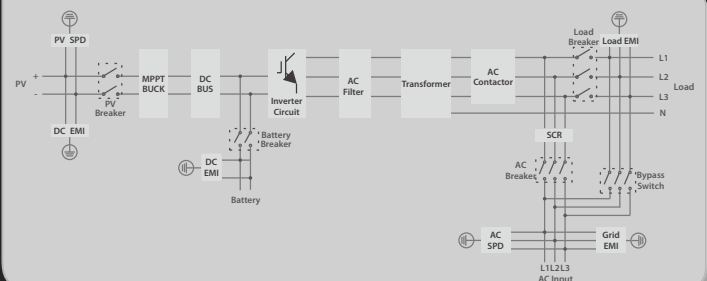 PV SPD
PV
+
-
DC EMI
PV
Breaker
MPPT
BUCK
DC
BUS
Inverter
Circuit
AC
Filter
Transformer
AC
Contactor
Load
Breaker
Load EMI
L1
L2
L3
N
Load
Battery
Breaker
DC
EMI
Battery
SCR
AC
Breaker
Bypass
Switch
AC
SPD
Grid
EMI
L1L2L3
AC Input